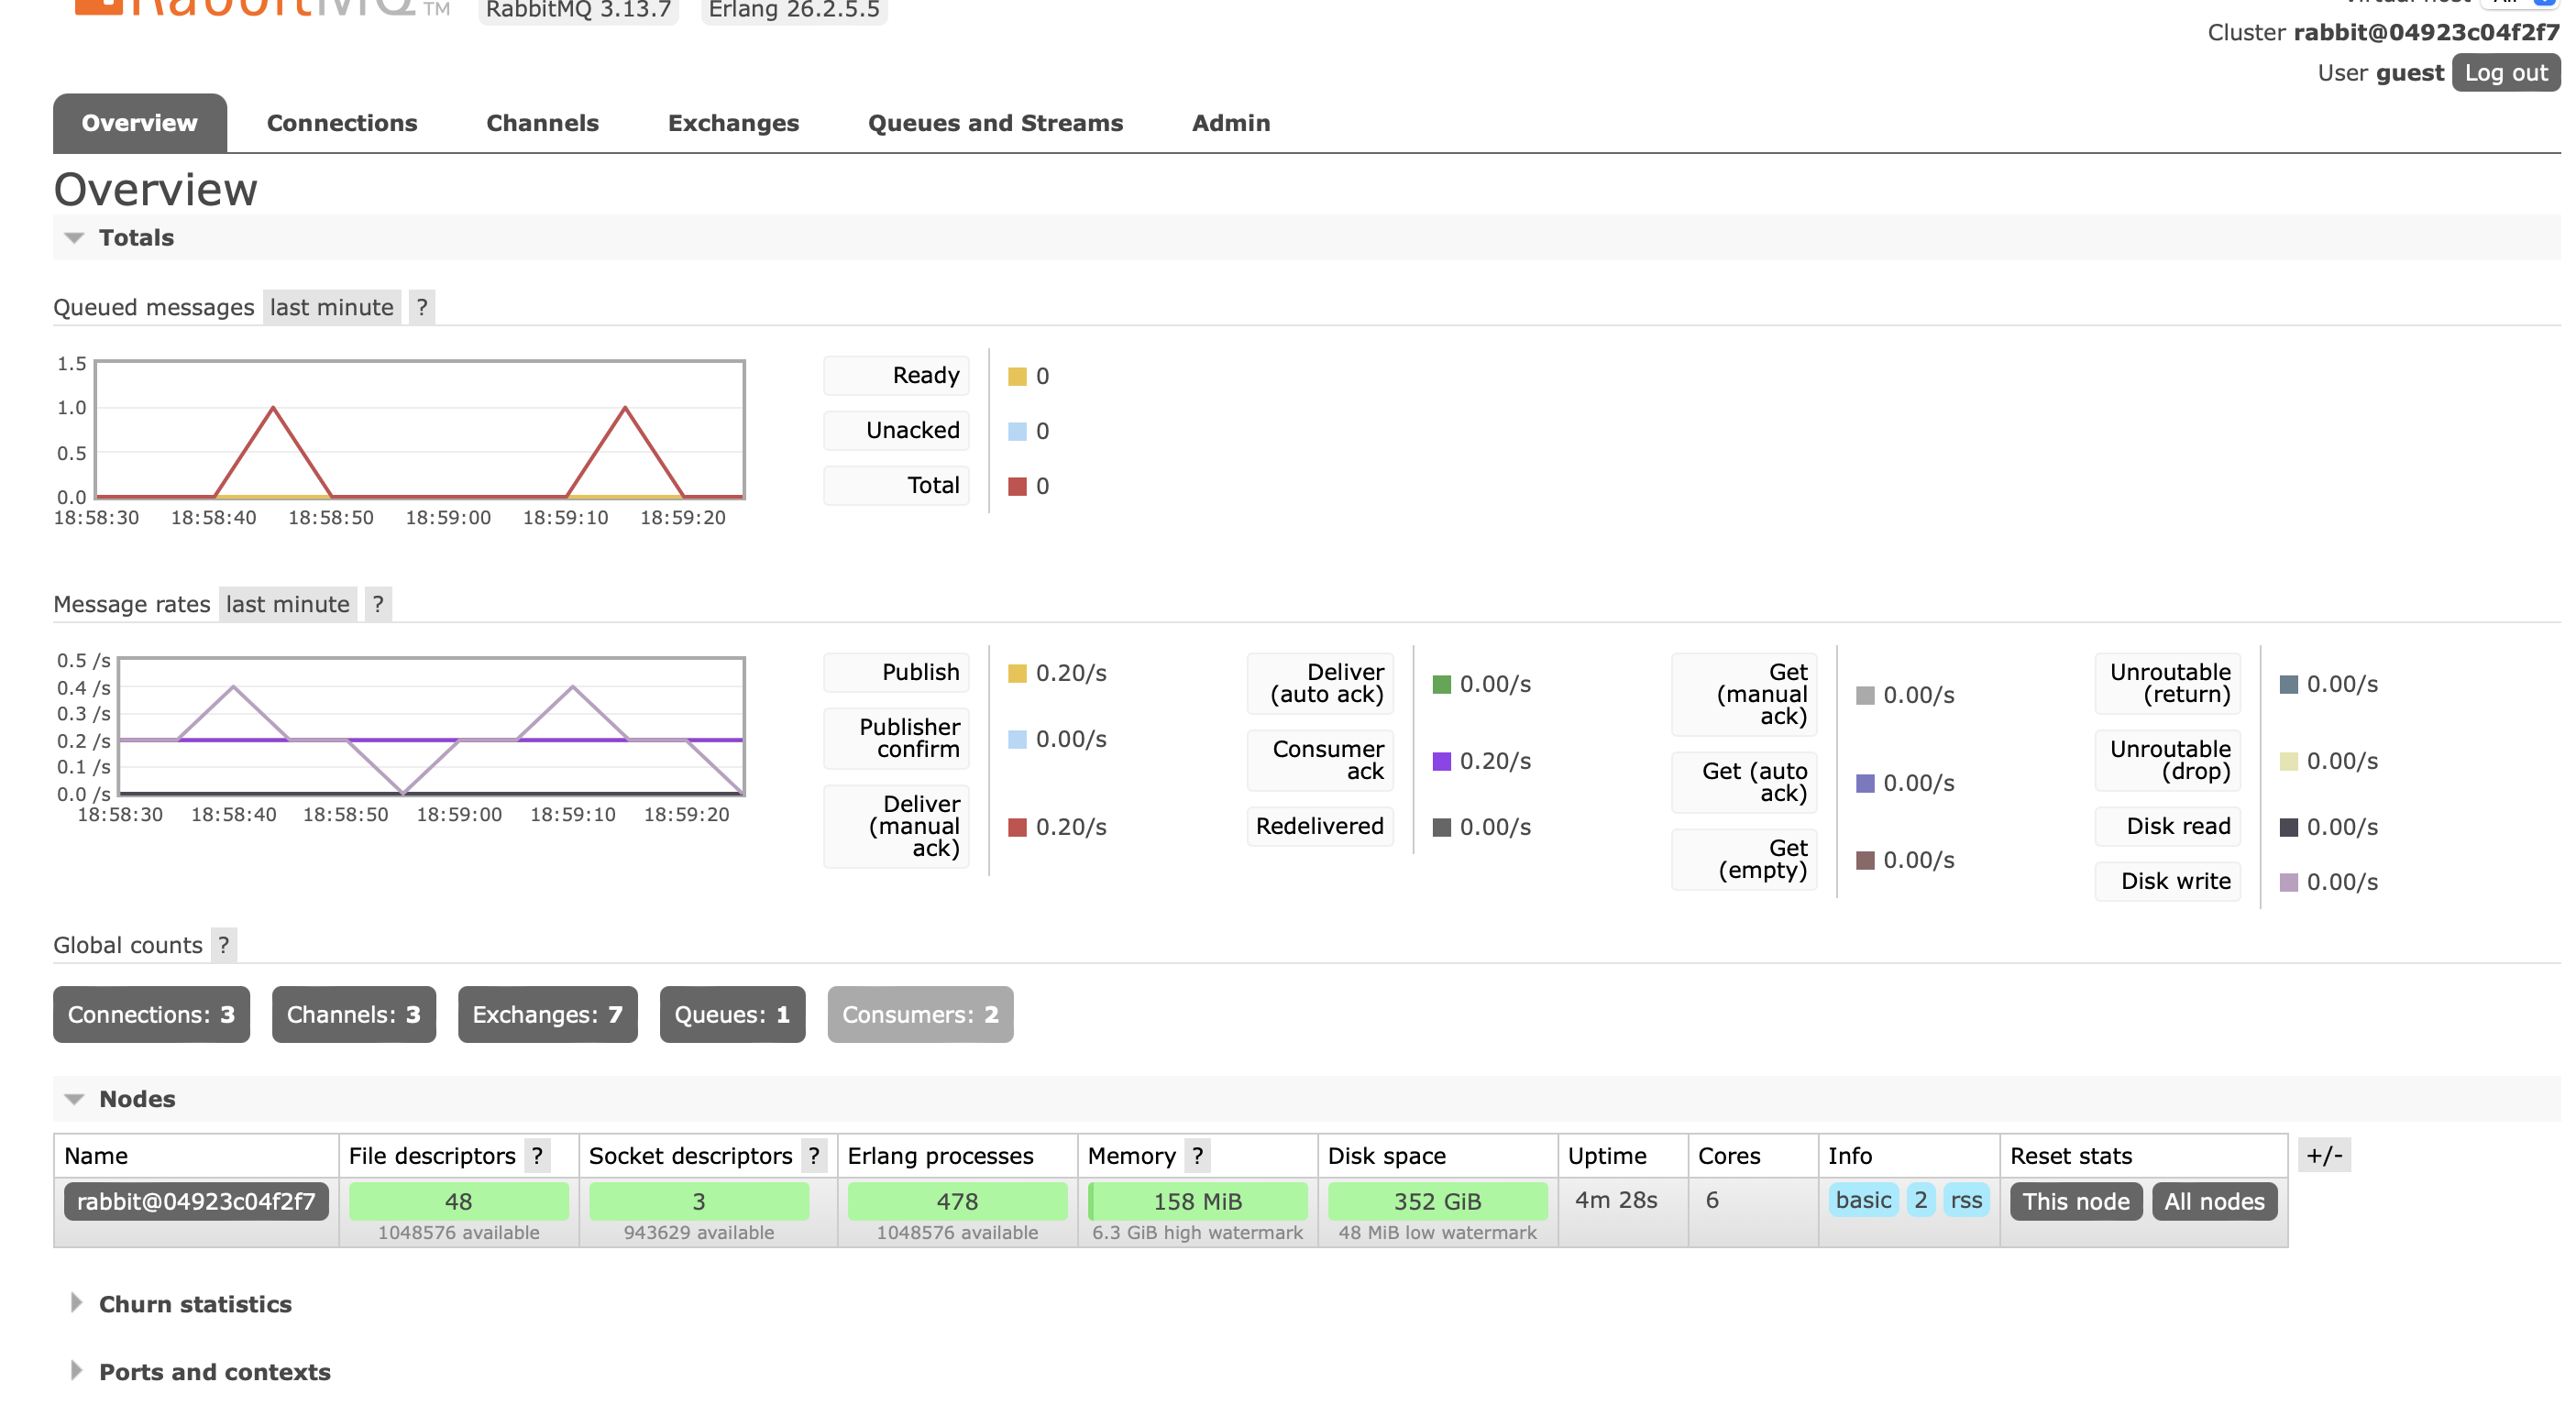 RabbitMQ TM RabbitMQ 3.13.7 Erlang 26.2.5.5
Virtual host All
Cluster rabbit@04923c04f2f7
User guest Log out
Overview Connections Channels Exchanges Queues and Streams Admin
Overview
Totals
Queued messages last minute ?
1.5
1.0
0.5
0.0
18:58:30 18:58:40 18:58:50 18:59:00 18:59:10 18:59:20
Ready 0
Unacked 0
Total 0
Message rates last minute ?
0.5 /s
0.4 /s
0.3 /s
0.2 /s
0.1 /s
0.0 /s
18:58:30 18:58:40 18:58:50 18:59:00 18:59:10 18:59:20
Publish 0.20/s
Publisher
confirm 0.00/s
Deliver
(manual
ack) 0.20/s
Deliver
(auto ack) 0.00/s
Consumer
ack 0.20/s
Redelivered 0.00/s
Get
(manual
ack) 0.00/s
Get (auto
ack) 0.00/s
Get
(empty) 0.00/s
Unroutable
(return) 0.00/s
Unroutable
(drop) 0.00/s
Disk read 0.00/s
Disk write 0.00/s
Global counts ?
Connections: 3 Channels: 3 Exchanges: 7 Queues: 1 Consumers: 2
Nodes
Name File descriptors ? Socket descriptors ? Erlang processes Memory ? Disk space Uptime Cores Info Reset stats +/-
rabbit@04923c04f2f7 48 3 478 158 MiB 352 GiB 4m 28s 6 basic 2 rss This node All nodes
1048576 available 943629 available 1048576 available 6.3 GiB high watermark 48 MiB low watermark
Churn statistics
Ports and contexts